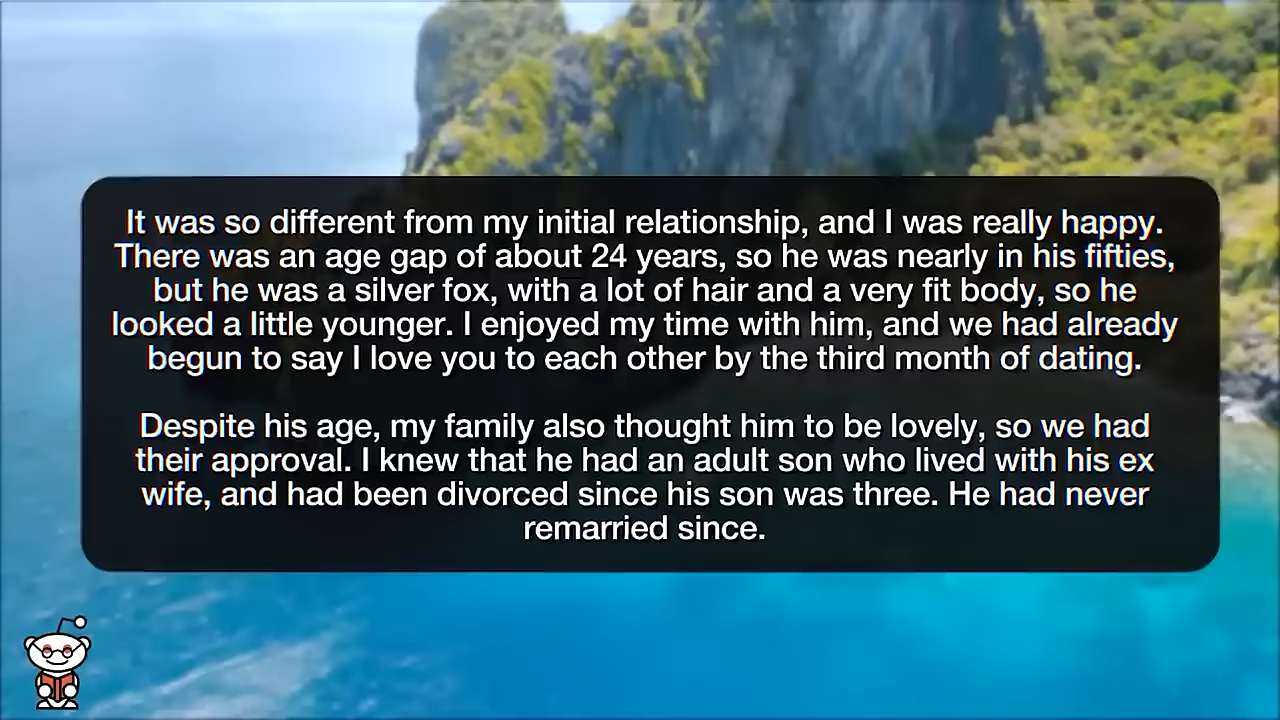 It was so different from my initial relationship, and I was really happy.
There was an age gap of about 24 years, so he was nearly in his fifties,
but he was a silver fox, with a lot of hair and a very fit body, so he
looked a little younger. I enjoyed my time with him, and we had already
begun to say I love you to each other by the third month of dating.
Despite his age, my family also thought him to be lovely, so we had
their approval. I knew that he had an adult son who lived with his ex
wife, and had been divorced since his son was three. He had never
remarried since.